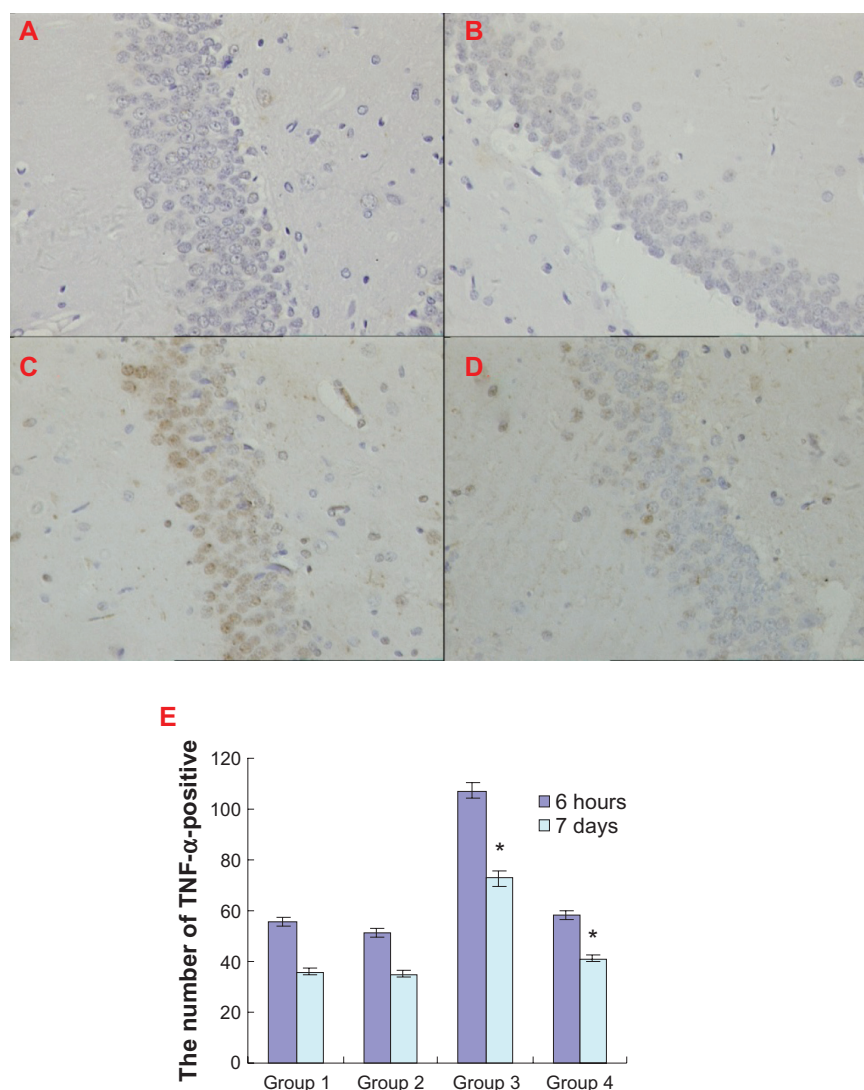 A
B
C
D
E
The number of TNF-α-positive
120
100
80
60
40
20
0
6 hours
7 days
*
*
Group 1
Group 2
Group 3
Group 4